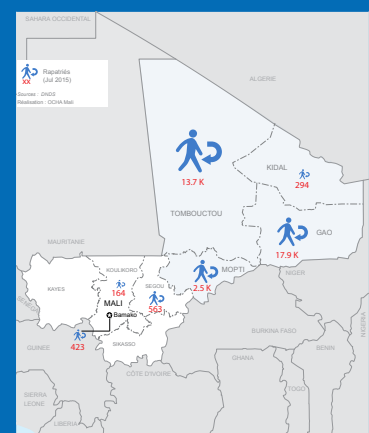 SAHARA OCCIDENTAL
xx
Rapatriés
(Jul 2015)
Sources : DNDS
Réalisation : OCHA Mali
ALGERIE
KIDAL
294
13.7 K
TOMBOUCTOU
GAO
17.9 K
MAURITANIE
MOPTI
2.5 K
NIGER
KOULIKORO
164
SEGOU
563
KAYES
MALI
Bamako
SENEGAL
423
SIKASSO
GUINEE
BURKINA FASO
BENIN
NIGERIA
GHANA
TOGO
CÔTE D'IVOIRE
SIERRA
LEONE
LIBERIA